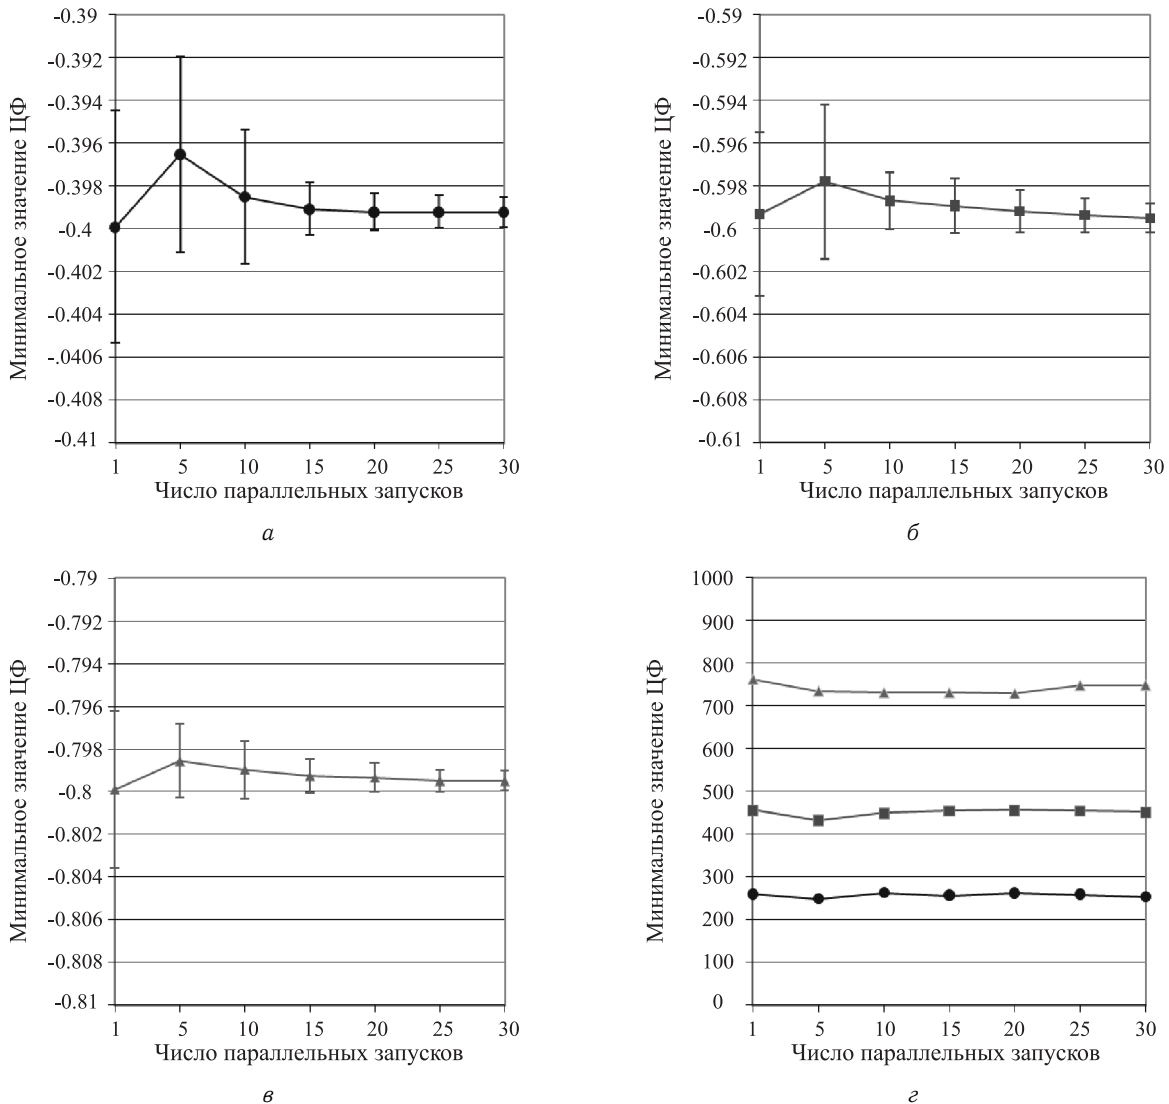 -0.39
-0.392
-0.394
-0.396
-0.398
-0.4
-0.402
-0.404
-.0406
-0.408
-0.41
Минимальное значение ЦФ
1 5 10 15 20 25 30
Число параллельных запусков
а
-0.59
-0.592
-0.594
-0.596
-0.598
-0.6
-0.602
-0.604
-0.606
-0.608
-0.61
Минимальное значение ЦФ
1 5 10 15 20 25 30
Число параллельных запусков
б
-0.79
-0.792
-0.794
-0.796
-0.798
-0.8
-0.802
-0.804
-0.806
-0.808
-0.81
Минимальное значение ЦФ
1 5 10 15 20 25 30
Число параллельных запусков
в
1000
900
800
700
600
500
400
300
200
100
0
Минимальное значение ЦФ
1 5 10 15 20 25 30
Число параллельных запусков
г